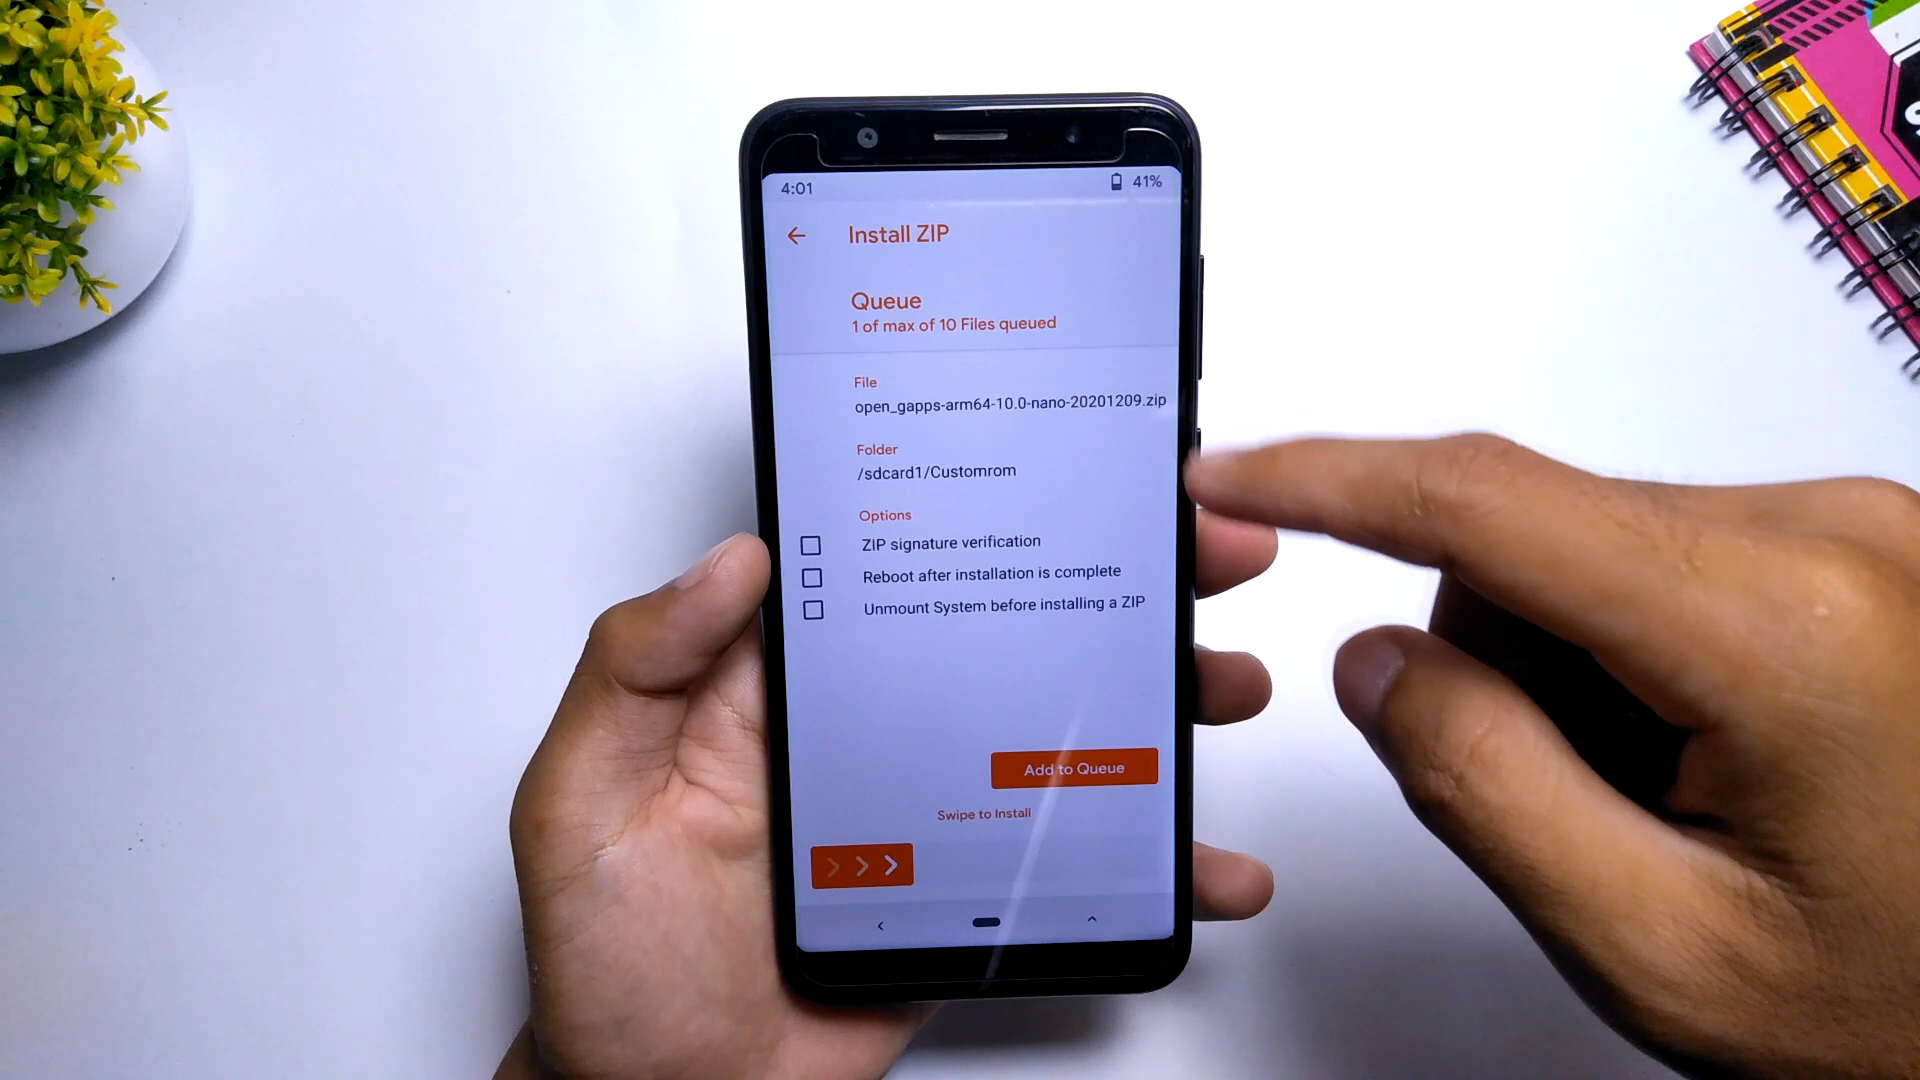 4:01
41%
Install ZIP
Queue
1 of max of 10 Files queued
File
open_gapps-arm64-10.0-nano-20201209.zip
Folder
/sdcard1/Customrom
Options
ZIP signature verification
Reboot after installation is complete
Unmount System before installing a ZIP
Add to Queue
Swipe to Install